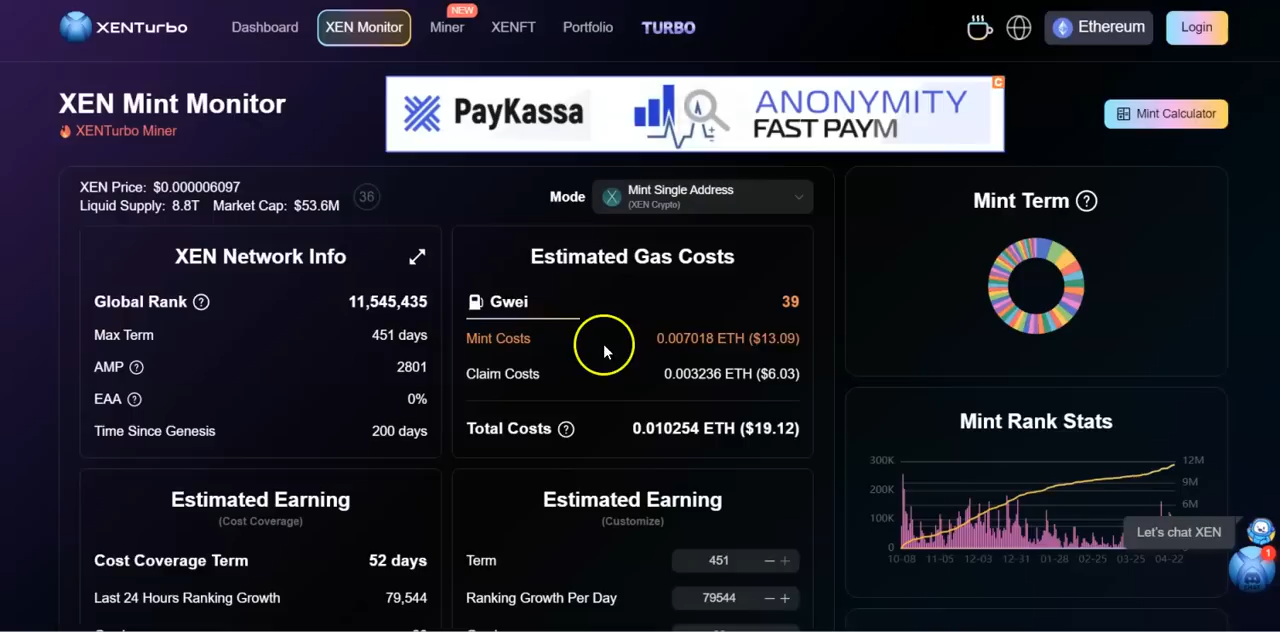 XENTurbo
Dashboard
XEN Monitor
NEW
Miner
XENFT
Portfolio
TURBO
Ethereum
Login
XEN Mint Monitor
XENTurbo Miner
PayKassa
ANONYMITY
FAST PAYM
C
Mint Calculator
XEN Price: $0.000006097
Liquid Supply: 8.8T Market Cap: $53.6M
36
Mode
Mint Single Address
(XEN Crypto)
XEN Network Info
Global Rank ? 11,545,435
Max Term 451 days
AMP ? 2801
EAA ? 0%
Time Since Genesis 200 days
Estimated Gas Costs
Gwei 39
Mint Costs 0.007018 ETH ($13.09)
Claim Costs 0.003236 ETH ($6.03)
Total Costs ? 0.010254 ETH ($19.12)
Mint Term ?
Mint Rank Stats
300K 12M
200K 9M
6M
100K
0
10-08 11-05 12-03 12-31 01-28 02-25 03-25 04-22
Let's chat XEN
1
Estimated Earning
(Cost Coverage)
Cost Coverage Term 52 days
Last 24 Hours Ranking Growth 79,544
Estimated Earning
(Customize)
Term 451 − +
Ranking Growth Per Day 79544 − +